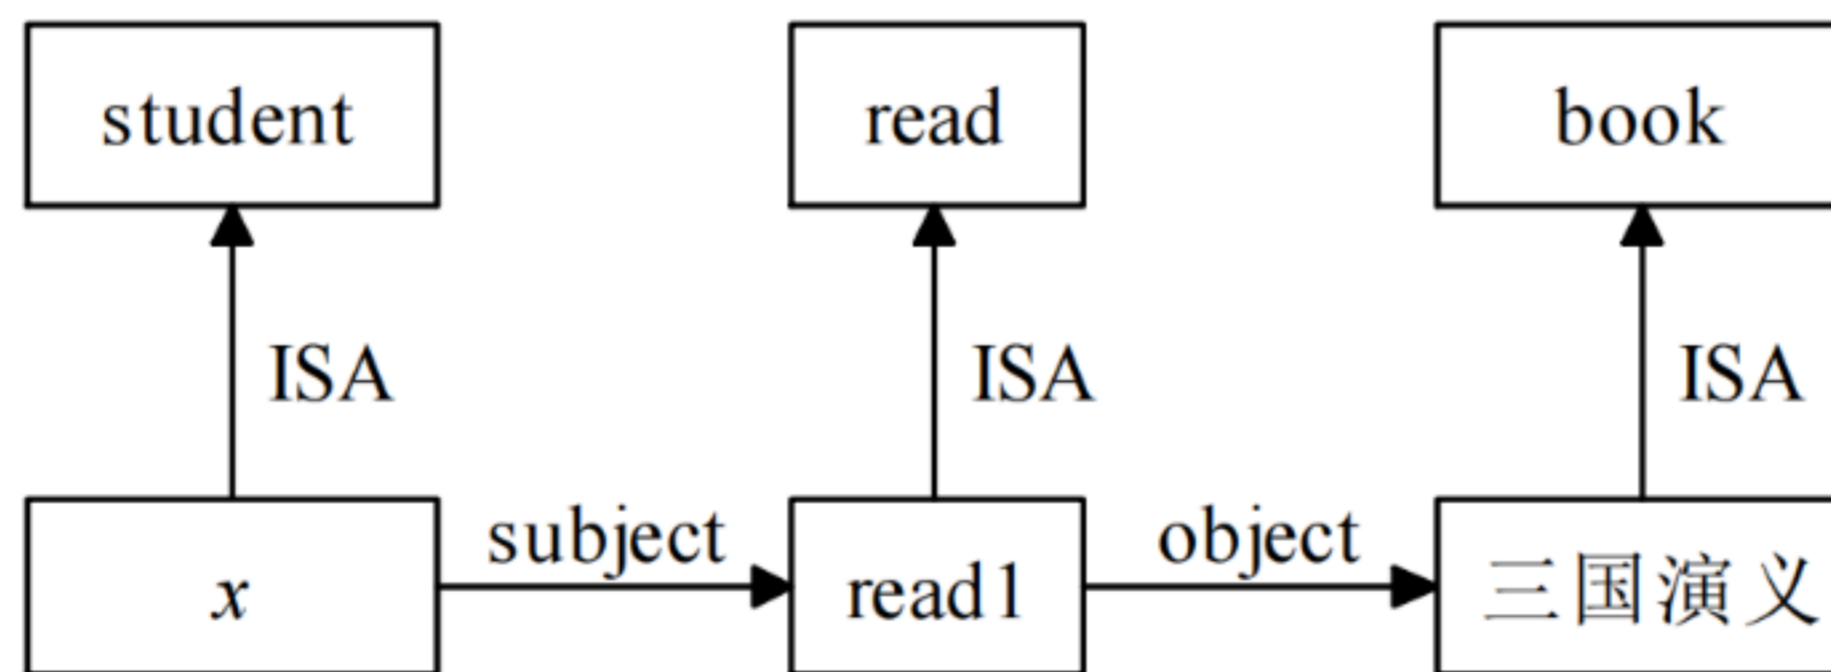 student read book
ISA ISA ISA
subject object
x read1 三国演义